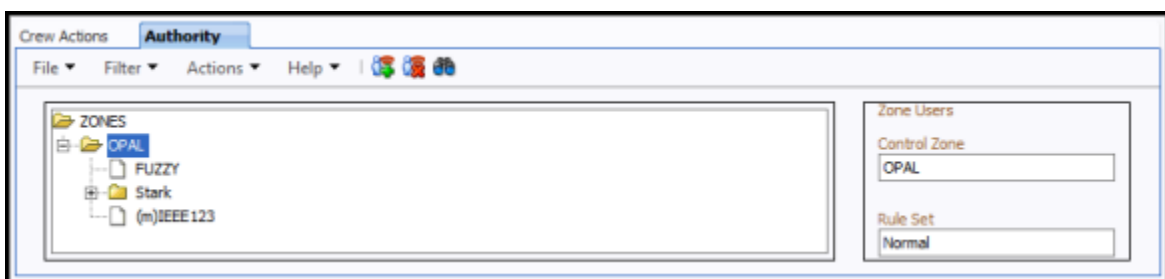 Crew Actions Authority
File Filter Actions Help
ZONES
OPAL
FUZZY
Stark
(m)IEEE123
Zone Users
Control Zone
OPAL
Rule Set
Normal